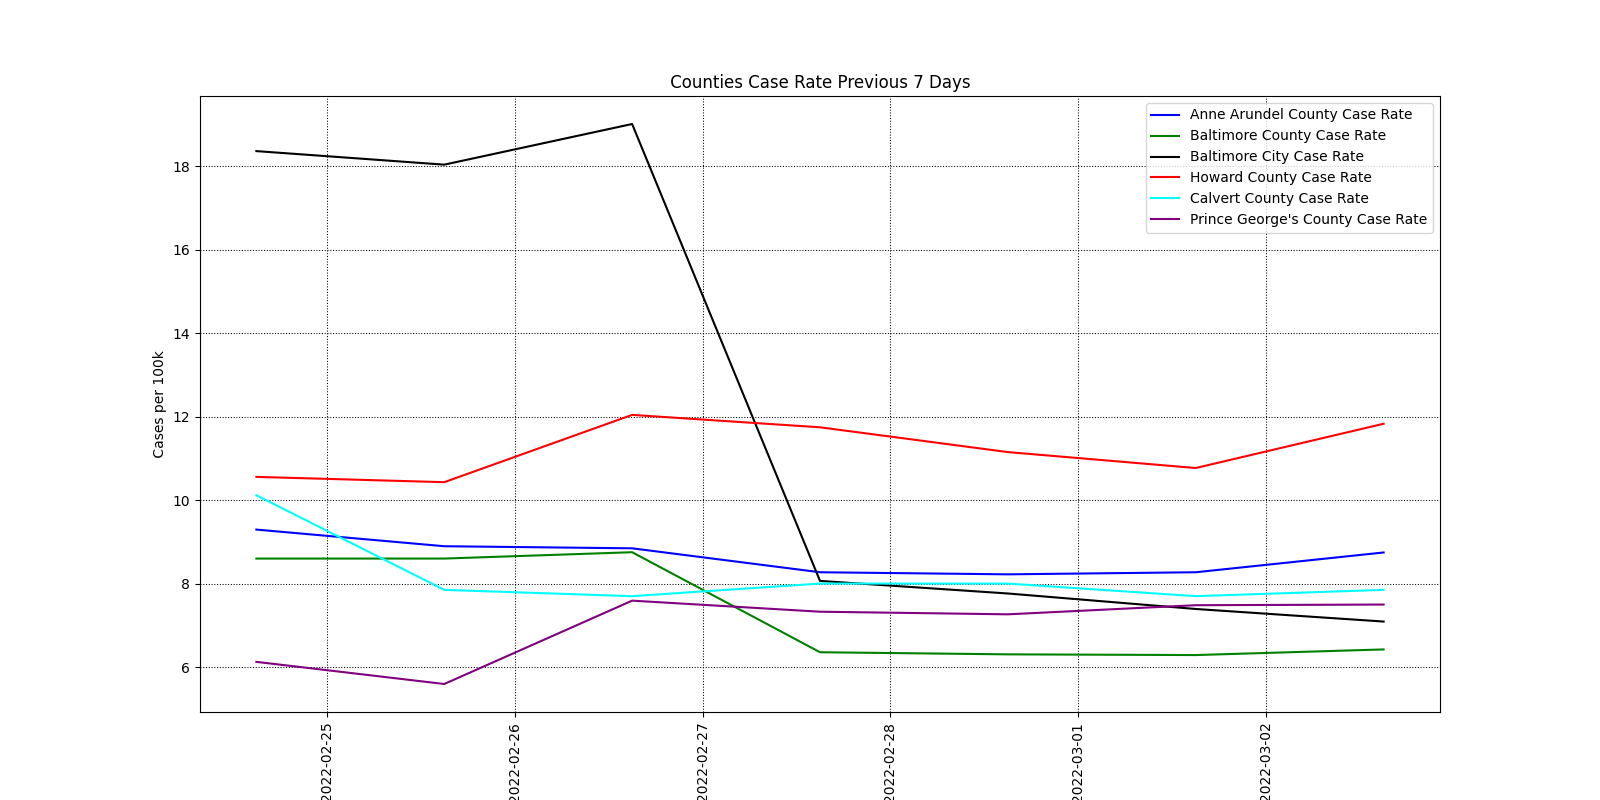 Counties Case Rate Previous 7 Days
Anne Arundel County Case Rate
Baltimore County Case Rate
Baltimore City Case Rate
Howard County Case Rate
Calvert County Case Rate
Prince George's County Case Rate
18
16
14
12
10
8
6
Cases per 100k
2022-02-25
2022-02-26
2022-02-27
2022-02-28
2022-03-01
2022-03-02